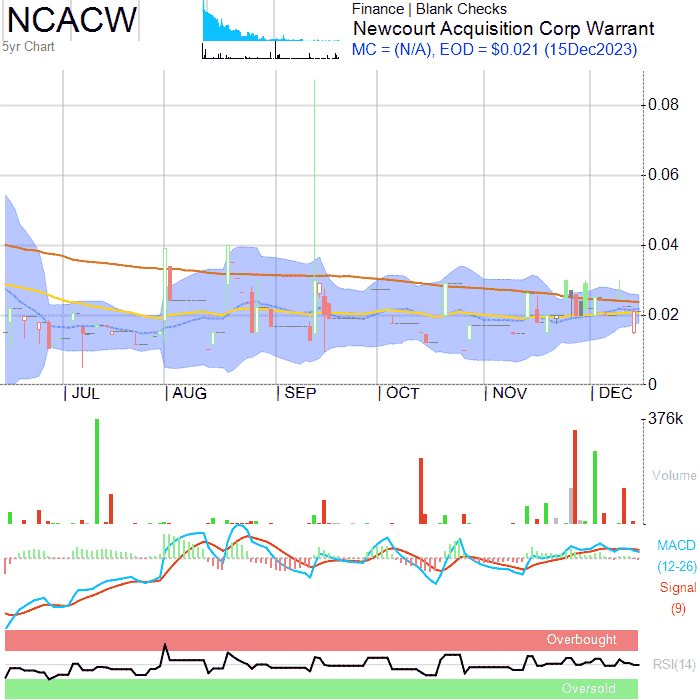 NCACW
5yr Chart
Finance | Blank Checks
Newcourt Acquisition Corp Warrant
MC = (N/A), EOD = $0.021 (15Dec2023)
0.08
0.06
0.04
0.02
0
JUL AUG SEP OCT NOV DEC
376k
Volume
MACD
(12-26)
Signal
(9)
Overbought
RSI(14)
Oversold